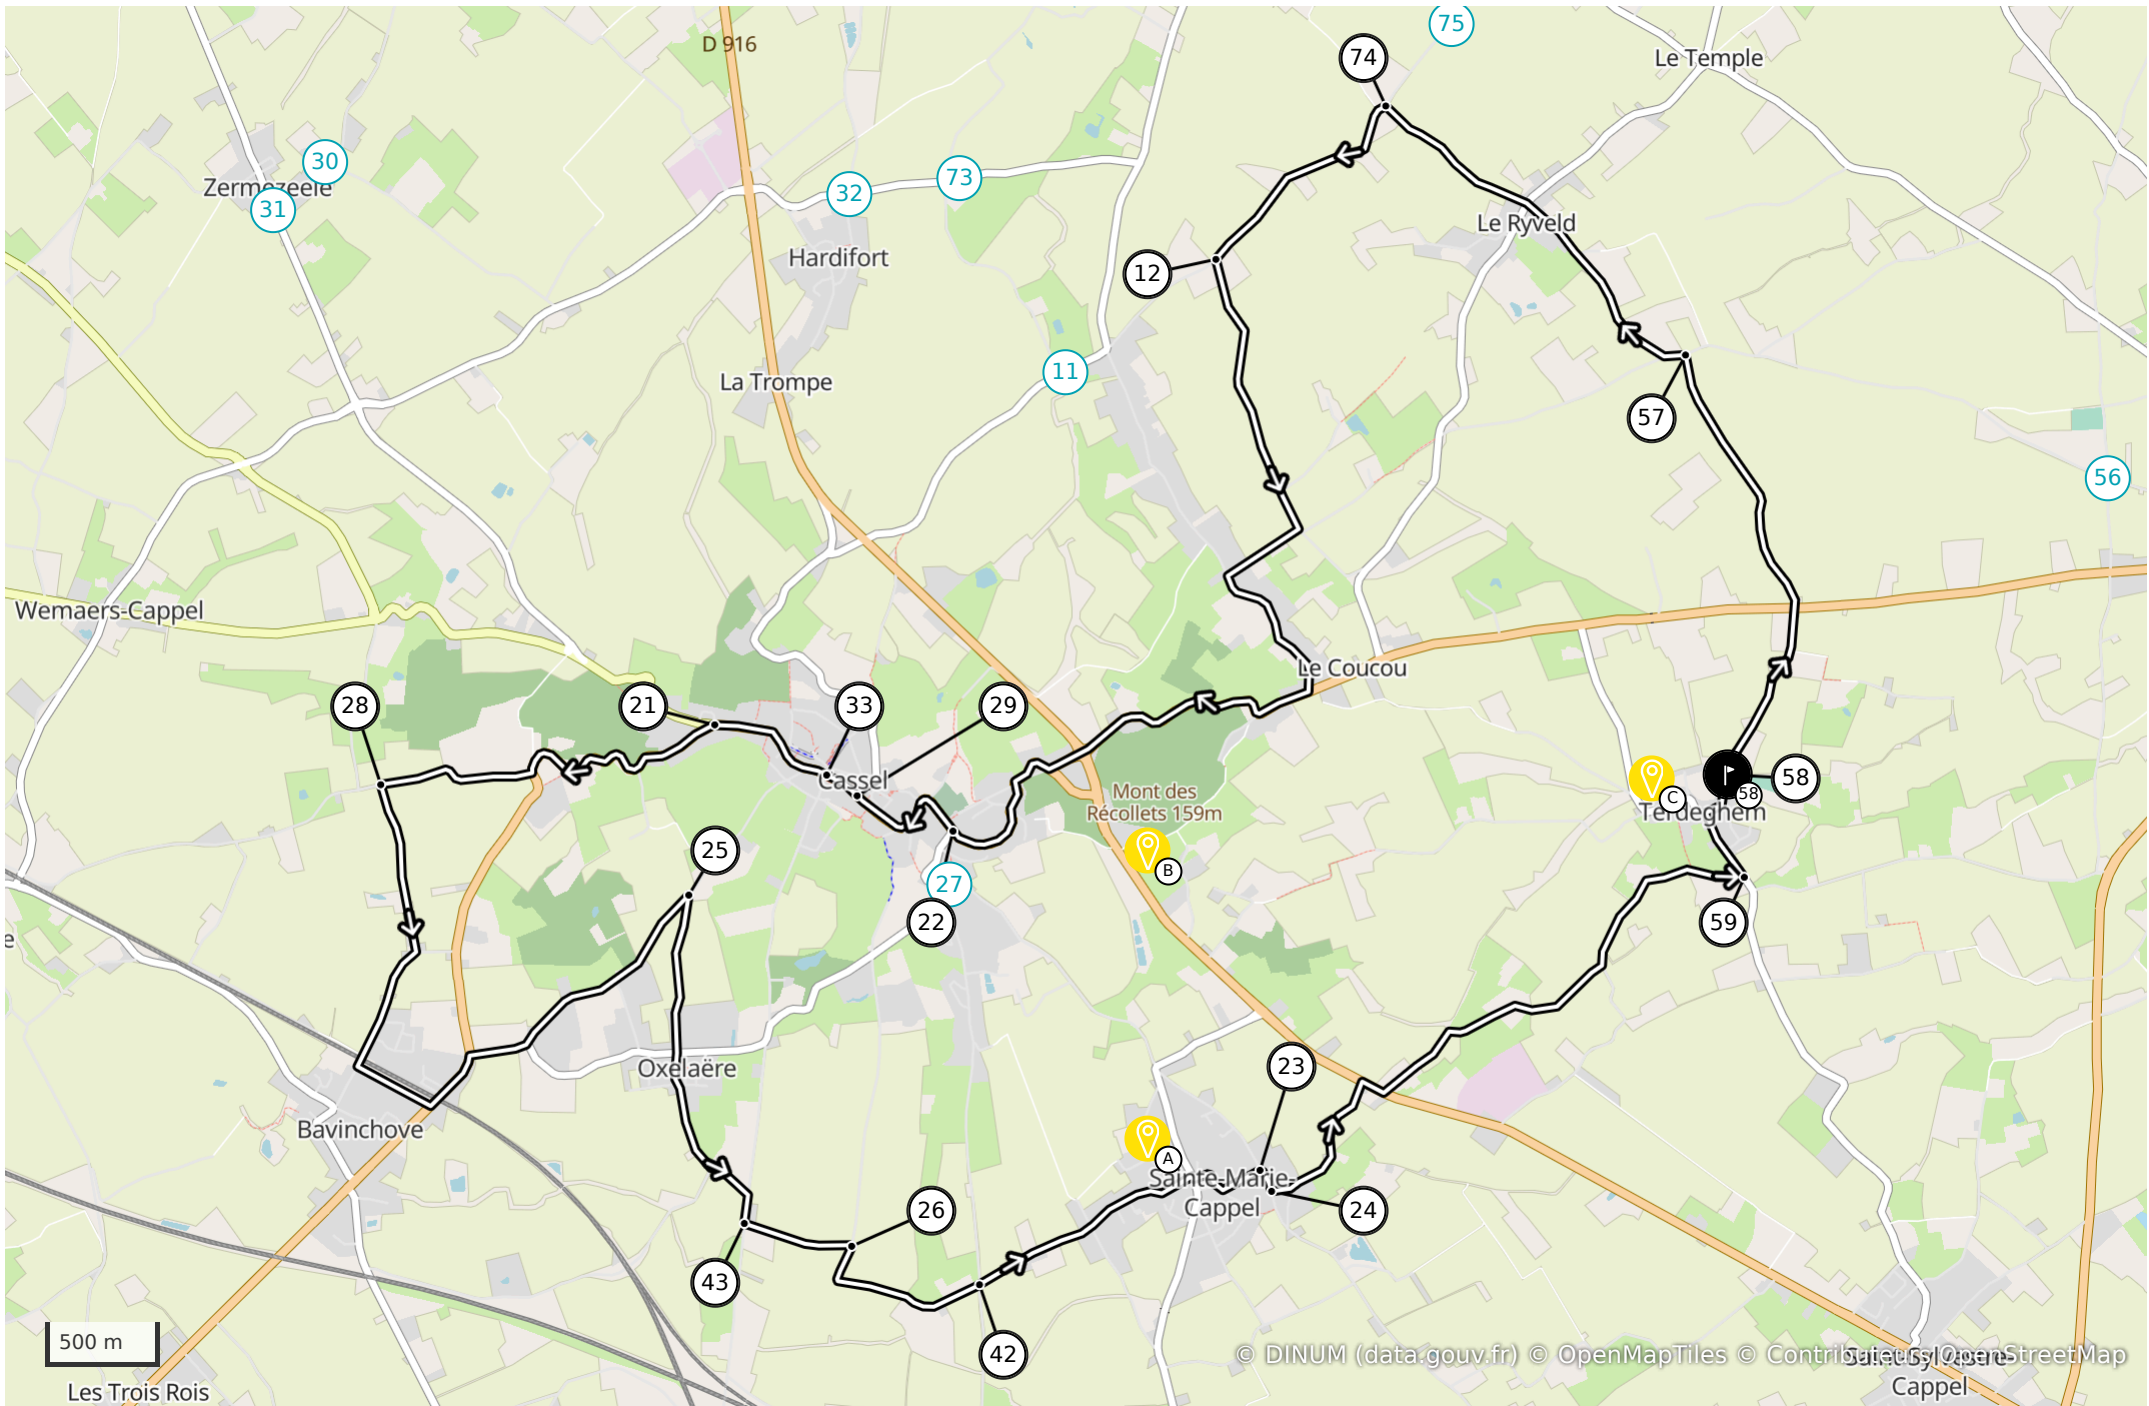 75
D 916
74
Le Temple
30
Zermezeele
31
32
73
Le Ryveld
Hardifort
12
La Trompe
11
57
56
Wemaers-Cappel
Le Coucou
28
21
33
29
Cassel
Mont des
Récollets 159m
C
58
58
Terdeghem
25
B
27
22
59
e
Oxelaëre
23
Bavinchove
A
Sainte-Marie-
Cappel
26
24
43
42
500 m
© DINUM (data.gouv.fr) © OpenMapTiles © Contributeurs OpenStreetMap
Saint-Sylvestre-
Cappel
Les Trois Rois